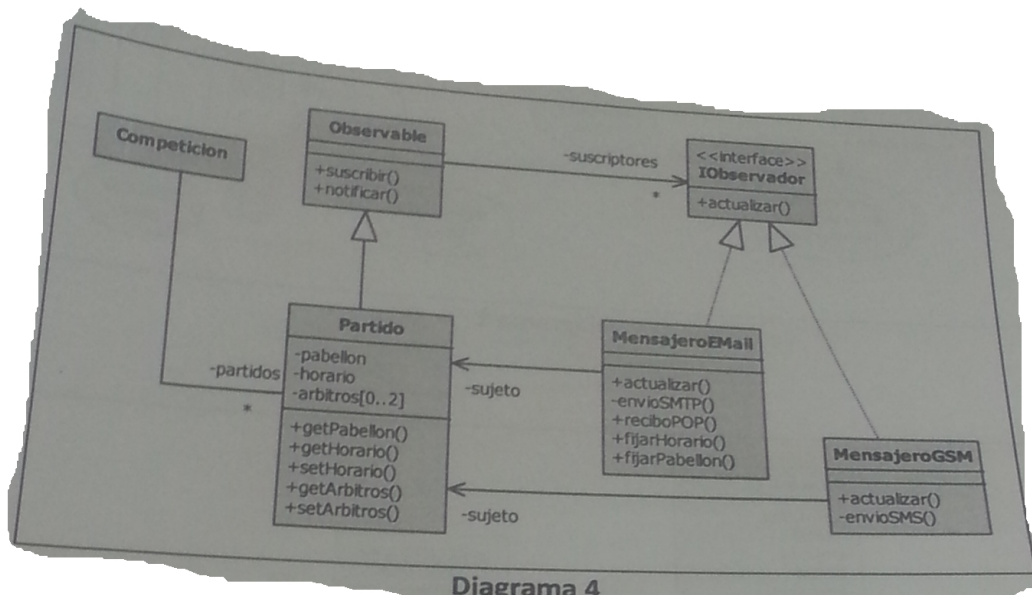 Competicion
Observable
+suscribir()
+notificar()
-suscriptores
*
<<interface>>
IObservador
+actualizar()
Partido
-pabellon
-horario
-arbitros[0..2]
+getPabellon()
+getHorario()
+setHorario()
+getArbitros()
+setArbitros()
-partidos
*
-sujeto
MensajeroEMail
+actualizar()
-envioSMTP()
+reciboPOP()
+fijarHorario()
+fijarPabellon()
-sujeto
MensajeroGSM
+actualizar()
-envioSMS()
Diagrama 4